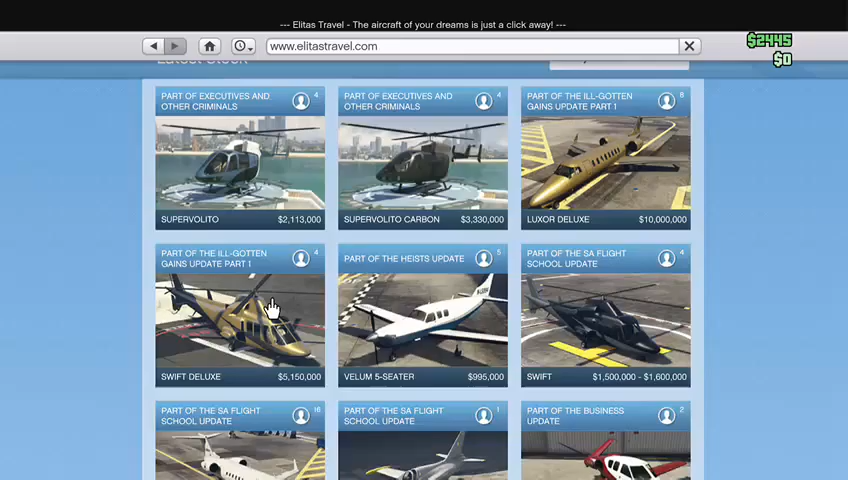 --- Elitas Travel - The aircraft of your dreams is just a click away! ---
www.elitastravel.com
$2445
$0
Latest Stock
PART OF EXECUTIVES AND OTHER CRIMINALS 4
SUPERVOLITO $2,113,000
PART OF EXECUTIVES AND OTHER CRIMINALS 4
SUPERVOLITO CARBON $3,330,000
PART OF THE ILL-GOTTEN GAINS UPDATE PART 1 8
LUXOR DELUXE $10,000,000
PART OF THE ILL-GOTTEN GAINS UPDATE PART 1 4
SWIFT DELUXE $5,150,000
PART OF THE HEISTS UPDATE 5
VELUM 5-SEATER $995,000
PART OF THE SA FLIGHT SCHOOL UPDATE 4
SWIFT $1,500,000 - $1,600,000
PART OF THE SA FLIGHT SCHOOL UPDATE 16
PART OF THE SA FLIGHT SCHOOL UPDATE 1
PART OF THE BUSINESS UPDATE 2